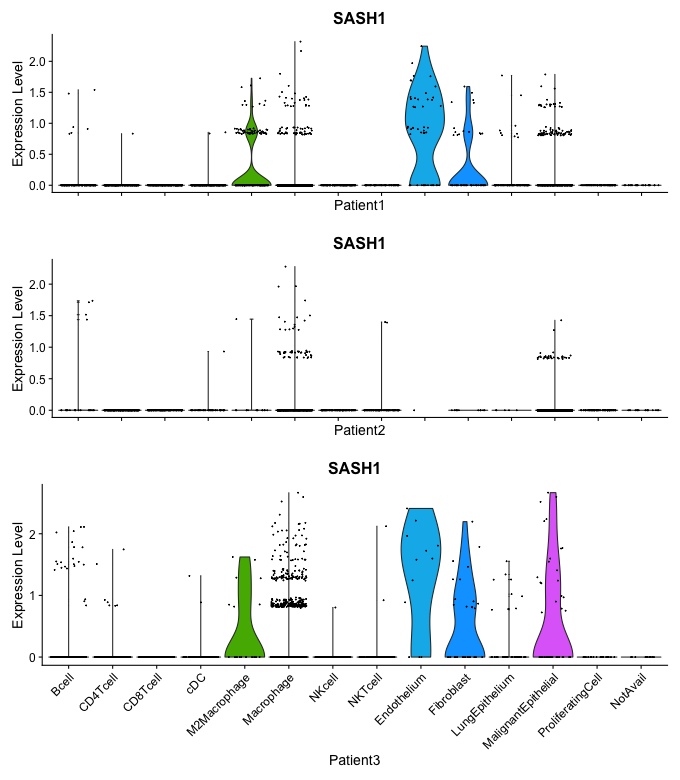 SASH1
Expression Level
2.0
1.5
1.0
0.5
0.0
Patient1
SASH1
Expression Level
2.0
1.5
1.0
0.5
0.0
Patient2
SASH1
Expression Level
2
1
0
Bcell
CD4Tcell
CD8Tcell
cDC
M2Macrophage
Macrophage
NKcell
NKTcell
Endothelium
Fibroblast
LungEpithelium
MalignantEpithelial
ProliferatingCell
NotAvail
Patient3